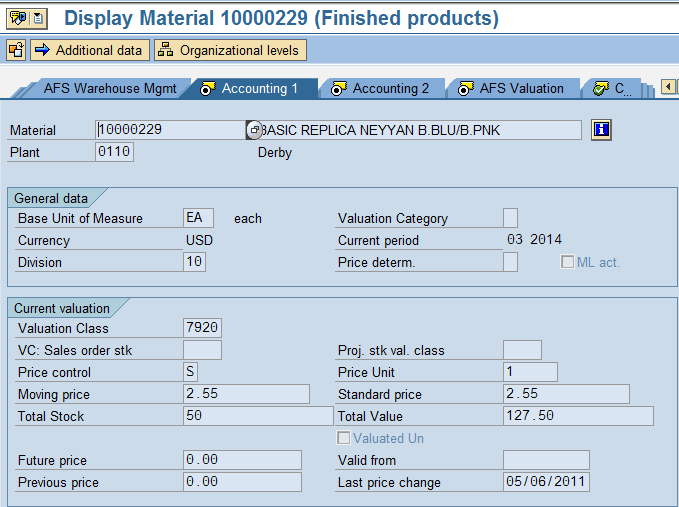 Display Material 10000229 (Finished products)
Additional data Organizational levels
AFS Warehouse Mgmt Accounting 1 Accounting 2 AFS Valuation C...
Material 10000229 BASIC REPLICA NEYYAN B.BLU/B.PNK
Plant 0110 Derby
General data
Base Unit of Measure EA each Valuation Category
Currency USD Current period 03 2014
Division 10 Price determ. ML act.
Current valuation
Valuation Class 7920
VC: Sales order stk Proj. stk val. class
Price control S Price Unit 1
Moving price 2.55 Standard price 2.55
Total Stock 50 Total Value 127.50
Valuated Un
Future price 0.00 Valid from
Previous price 0.00 Last price change 05/06/2011